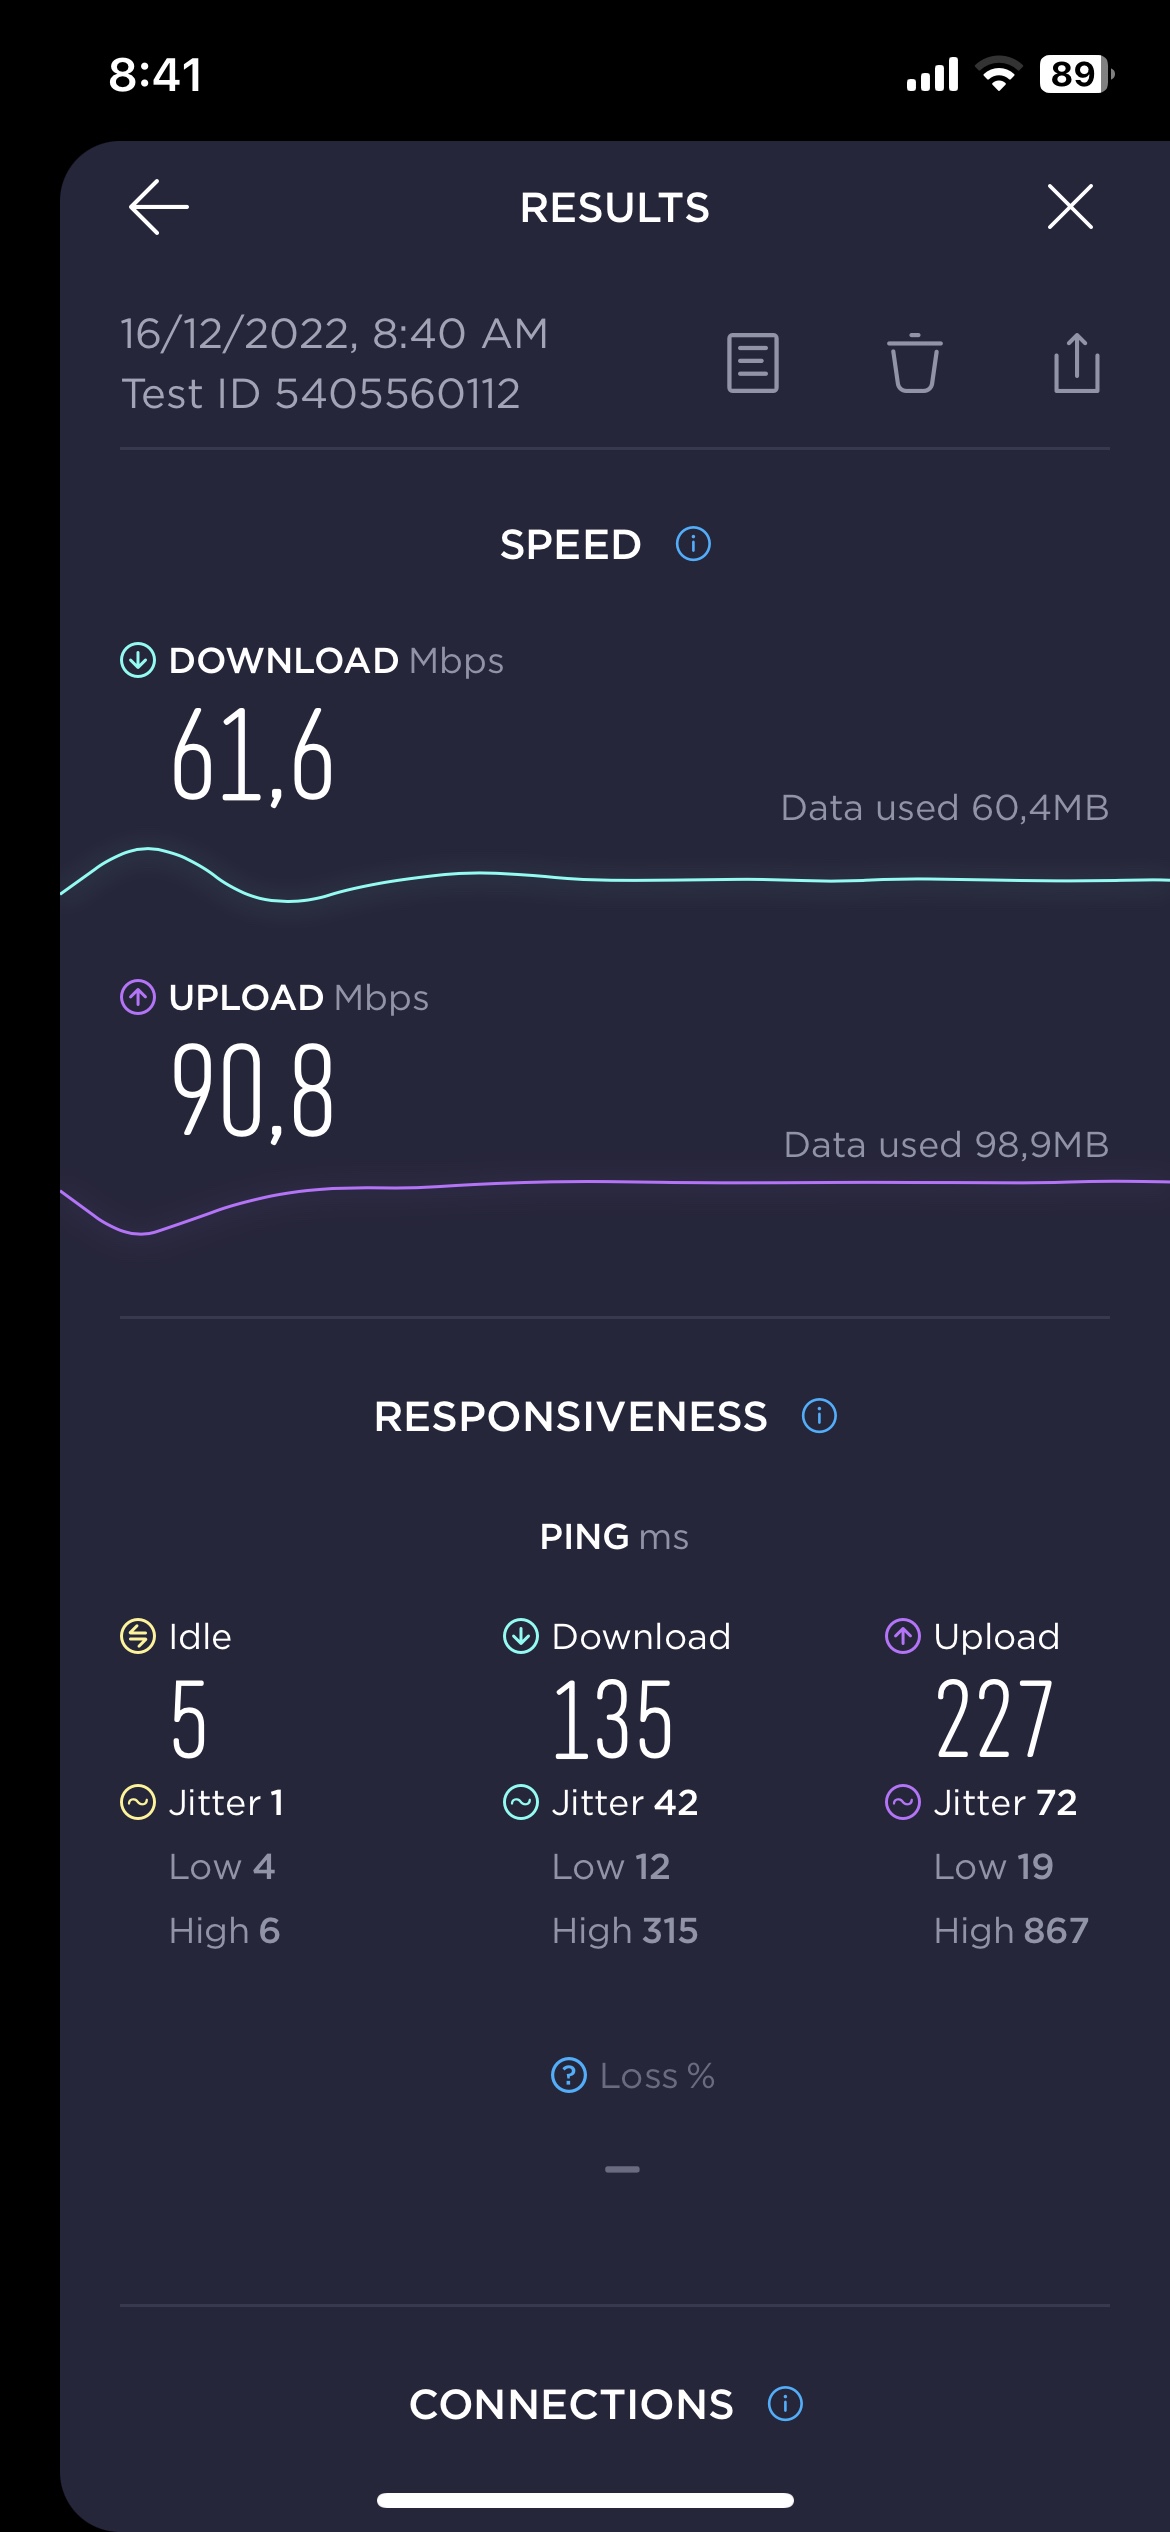 8:41
89
RESULTS
16/12/2022, 8:40 AM
Test ID 5405560112
SPEED
DOWNLOAD Mbps
61,6
Data used 60,4MB
UPLOAD Mbps
90,8
Data used 98,9MB
RESPONSIVENESS
PING ms
Idle Download Upload
5 135 227
Jitter 1 Jitter 42 Jitter 72
Low 4 Low 12 Low 19
High 6 High 315 High 867
Loss %
CONNECTIONS